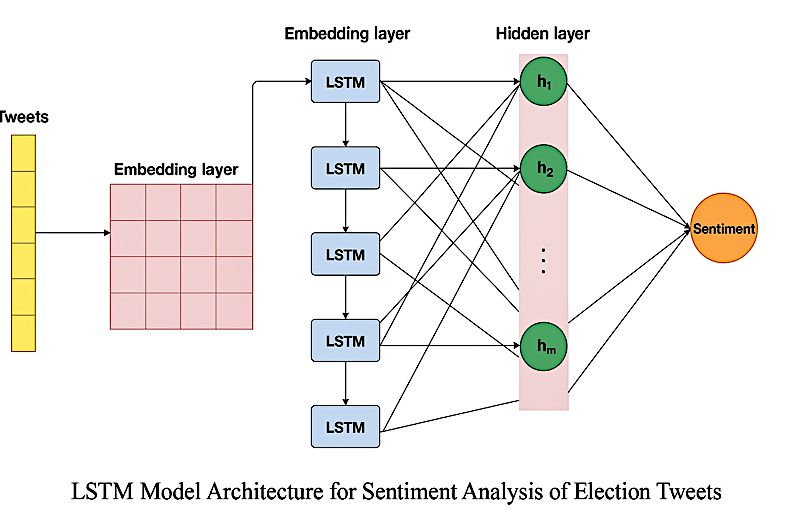 Embedding layer
Hidden layer
Tweets
Embedding layer
LSTM
LSTM
LSTM
LSTM
LSTM
h1
h2
⋮
hm
Sentiment
LSTM Model Architecture for Sentiment Analysis of Election Tweets